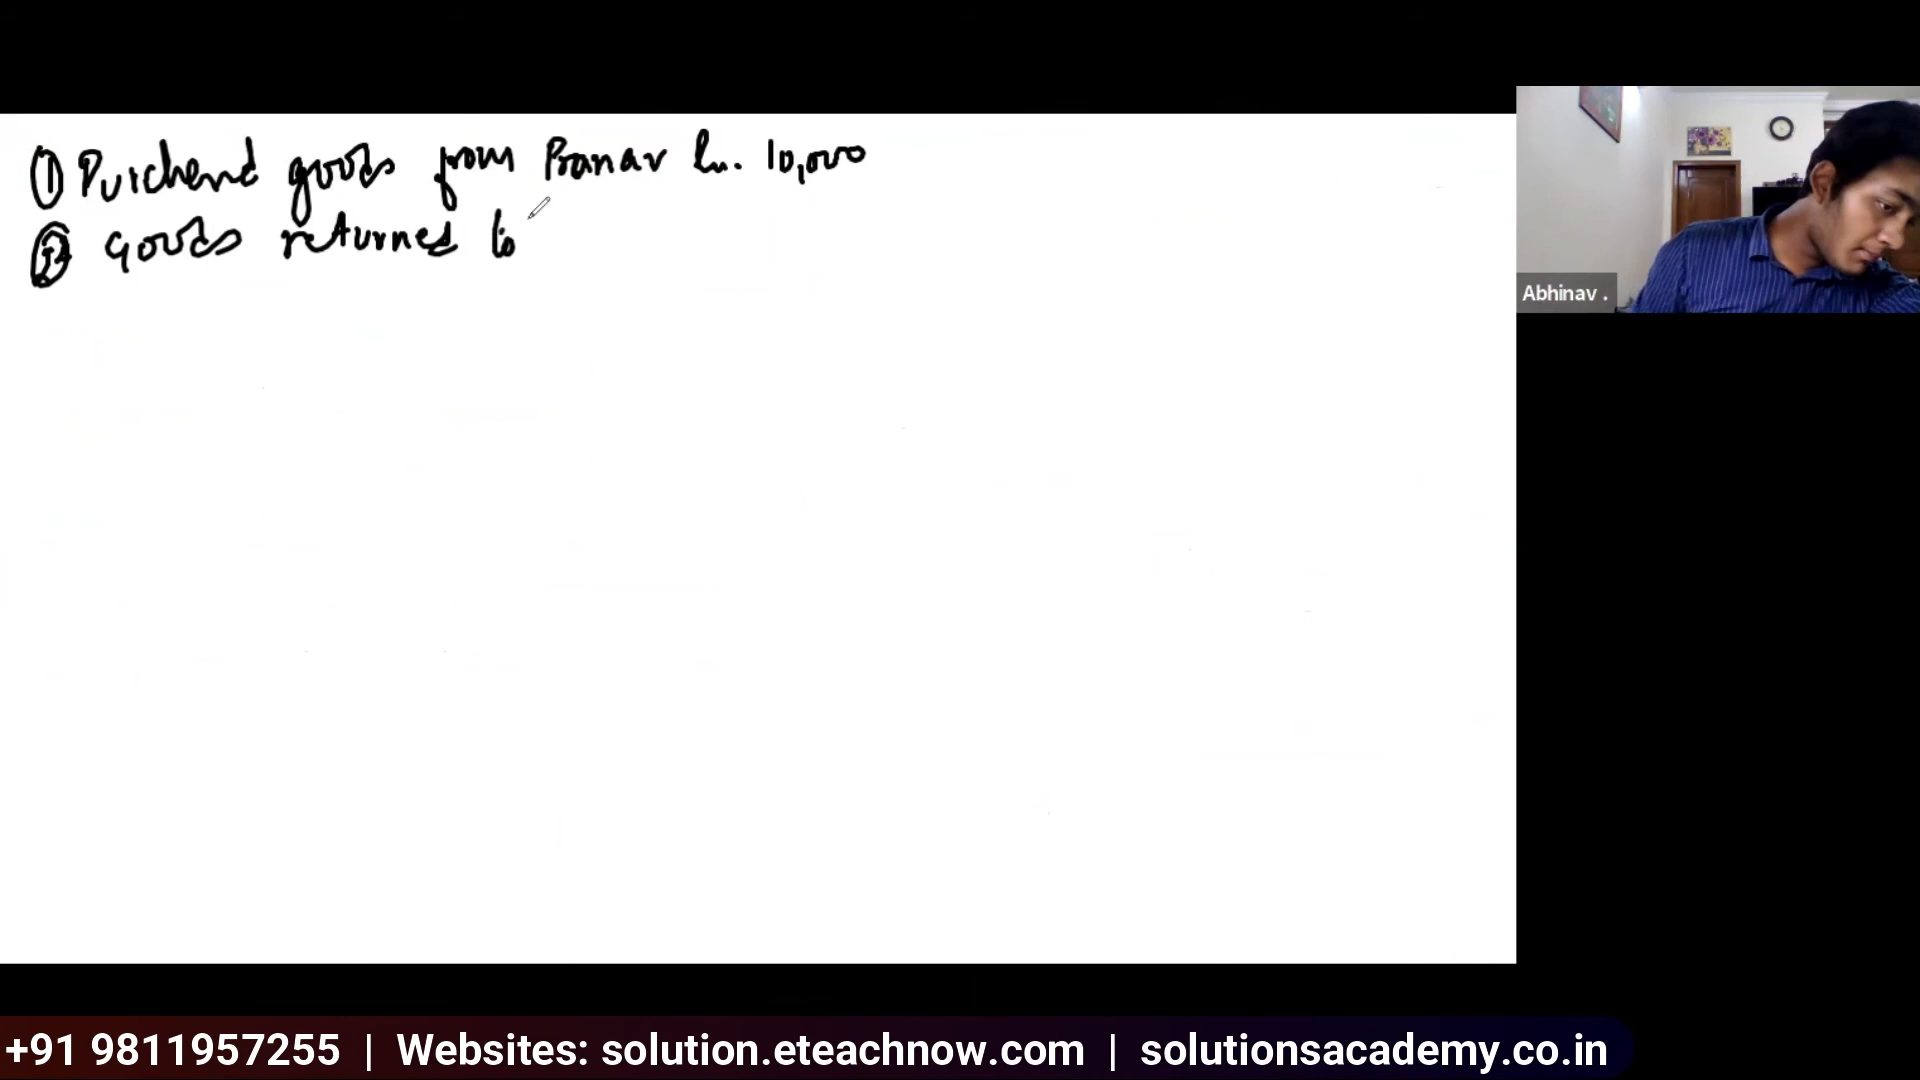 ① Purchased goods from Pranav Rs. 10,000
② Goods returned to
Abhinav .
+91 9811957255 | Websites: solution.eteachnow.com | solutionsacademy.co.in